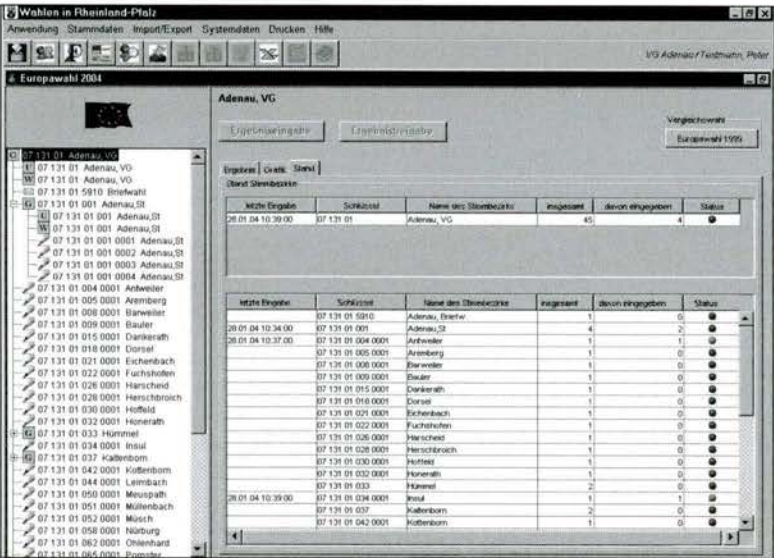 Wahlen in Rheinland-Pfalz
Anwendung Stammdaten Import/Export Systemdaten Drucken Hilfe
VG Adenau / Testmann, Peter
Europawahl 2004
Adenau, VG
Vergleichswahl
Ergebniseingabe Ergebnisfreigabe Europawahl 1999
Ergebnis Grafik Stand
Stand Stimmbezirke
letzte Eingabe Schlüssel Name des Stimmbezirks insgesamt davon eingegeben Status
28.01.04 10:39:00 07 131 01 Adenau, VG 45 4
letzte Eingabe Schlüssel Name des Stimmbezirks insgesamt davon eingegeben Status
07 131 01 5910 Adenau, Briefw 1 0
28.01.04 10:34:00 07 131 01 001 Adenau,St 4 2
28.01.04 10:37:00 07 131 01 004 0001 Antweiler 1 1
07 131 01 005 0001 Aremberg 1 0
07 131 01 008 0001 Barweiler 1 0
07 131 01 009 0001 Bauler 1 0
07 131 01 015 0001 Dankerath 1 0
07 131 01 018 0001 Dorsel 1 0
07 131 01 021 0001 Eichenbach 1 0
07 131 01 022 0001 Fuchshofen 1 0
07 131 01 026 0001 Harscheid 1 0
07 131 01 028 0001 Herschbroich 1 0
07 131 01 030 0001 Hoffeld 1 0
07 131 01 032 0001 Honerath 1 0
07 131 01 033 Hümmel 2 0
28.01.04 10:39:00 07 131 01 034 0001 Insul 1 1
07 131 01 037 Kaltenborn 2 0
07 131 01 042 0001 Kottenborn 1 0
G 07 131 01 Adenau, VG
U 07 131 01 Adenau, VG
W 07 131 01 Adenau, VG
07 131 01 5910 Briefwahl
G 07 131 01 001 Adenau,St
U 07 131 01 001 Adenau,St
W 07 131 01 001 Adenau,St
07 131 01 001 0001 Adenau,St
07 131 01 001 0002 Adenau,St
07 131 01 001 0003 Adenau,St
07 131 01 001 0004 Adenau,St
07 131 01 004 0001 Antweiler
07 131 01 005 0001 Aremberg
07 131 01 008 0001 Barweiler
07 131 01 009 0001 Bauler
07 131 01 015 0001 Dankerath
07 131 01 018 0001 Dorsel
07 131 01 021 0001 Eichenbach
07 131 01 022 0001 Fuchshofen
07 131 01 026 0001 Harscheid
07 131 01 028 0001 Herschbroich
07 131 01 030 0001 Hoffeld
07 131 01 032 0001 Honerath
G 07 131 01 033 Hümmel
07 131 01 034 0001 Insul
G 07 131 01 037 Kaltenborn
07 131 01 042 0001 Kottenborn
07 131 01 044 0001 Leimbach
07 131 01 050 0001 Meuspath
07 131 01 051 0001 Müllenbach
07 131 01 052 0001 Müsch
07 131 01 058 0001 Nürburg
07 131 01 062 0001 Ohlenhard
07 131 01 065 0001 Pomster